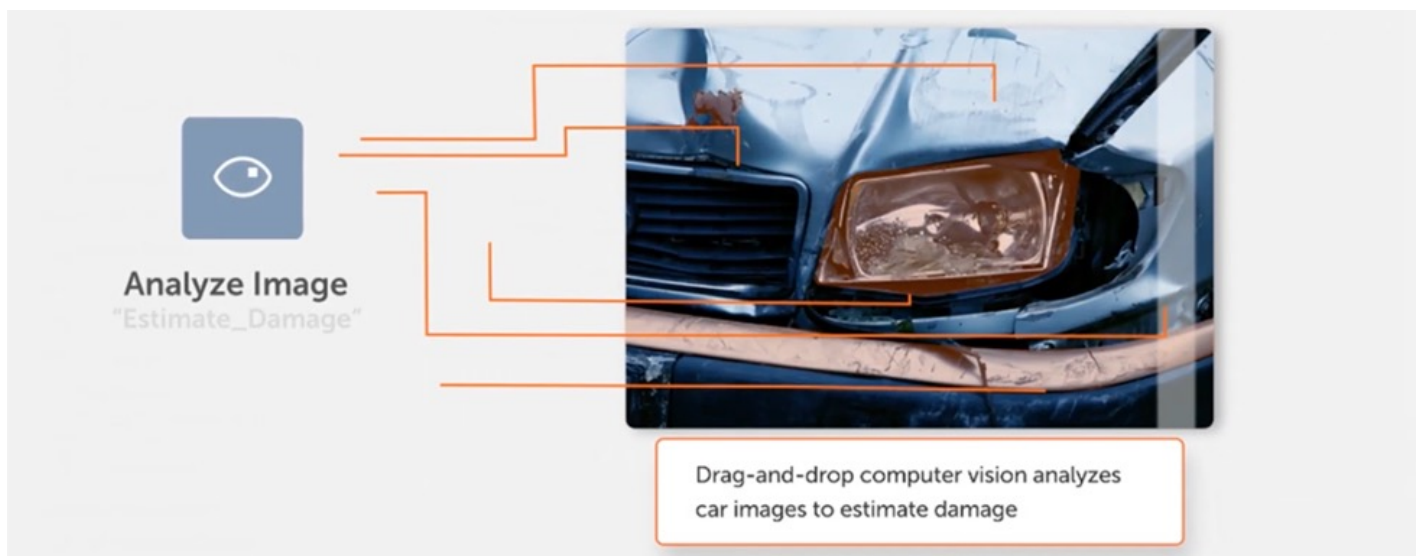 Analyze Image
"Estimate_Damage"
Drag-and-drop computer vision analyzes
car images to estimate damage